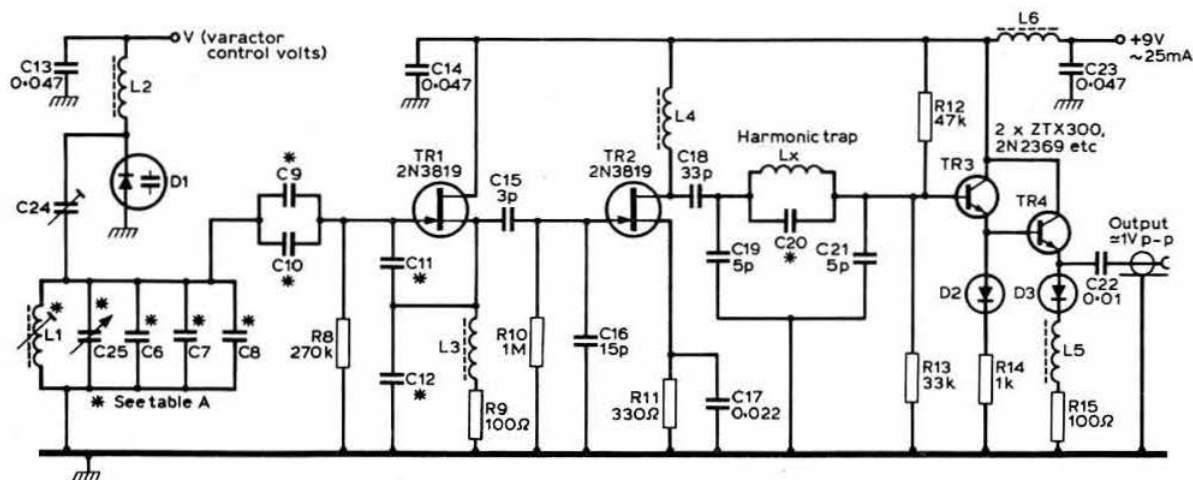 V (varactor
control volts)
C13
0·047
L2
D1
C24
L1 *
* C25
* C6
* C7
* C8
* See table A
* C9
C10 *
R8
270k
C11 *
C12 *
C14
0·047
TR1
2N3819
C15
3p
L3
R9
100Ω
R10
1M
C16
15p
TR2
2N3819
R11
330Ω
C17
0·022
L4
C18
33p
Harmonic trap
Lx
C20
*
C19
5p
C21
5p
R12
47k
R13
33k
L6
+9V
~25mA
C23
0·047
2 x ZTX300,
2N2369 etc
TR3
TR4
D2
D3
R14
1k
L5
R15
100Ω
C22
0·01
Output
≃1V p-p